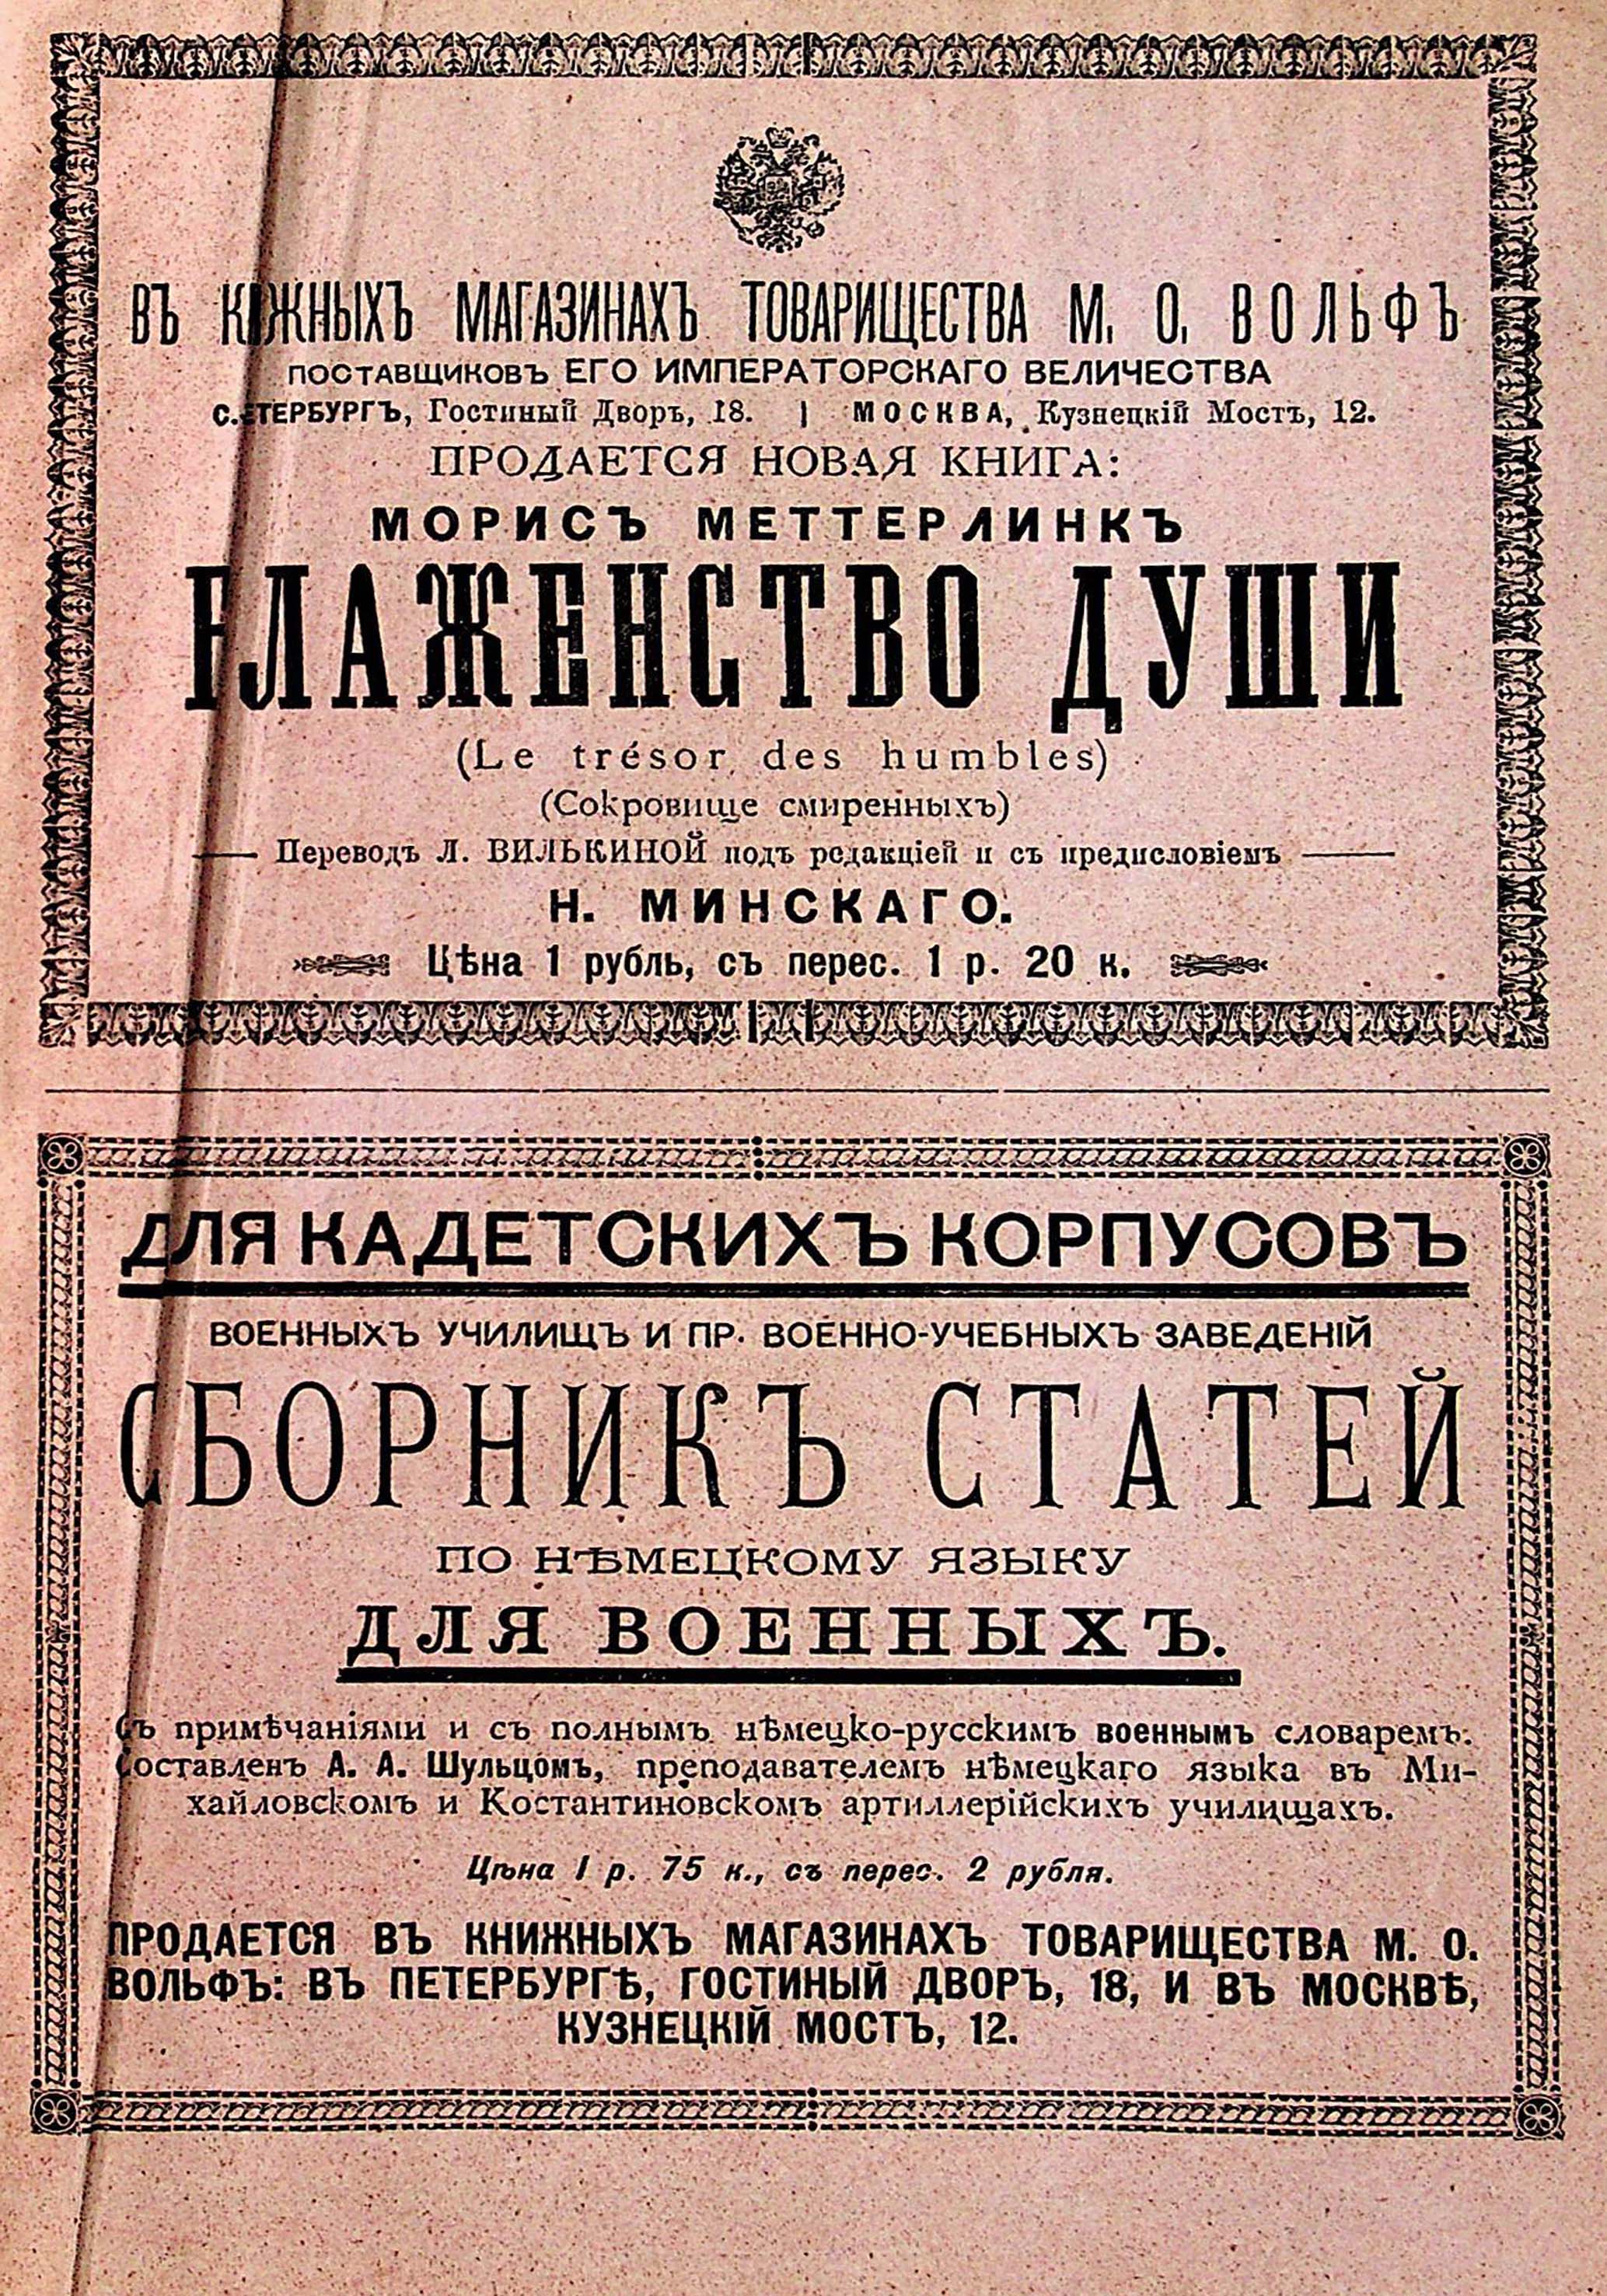 ВЪ КНИЖНЫХЪ МАГАЗИНАХЪ ТОВАРИЩЕСТВА М. О. ВОЛЬФЪ
ПОСТАВЩИКОВЪ ЕГО ИМПЕРАТОРСКАГО ВЕЛИЧЕСТВА
С.-ПЕТЕРБУРГЪ, Гостиный Дворъ, 18. | МОСКВА, Кузнецкій Мостъ, 12.
ПРОДАЕТСЯ НОВАЯ КНИГА:
МОРИСЪ МЕТТЕРЛИНКЪ
БЛАЖЕНСТВО ДУШИ
(Le trésor des humbles)
(Сокровище смиренныхъ)
Переводъ Л. ВИЛЬКИНОЙ подъ редакціей и съ предисловіемъ
Н. МИНСКАГО.
Цѣна 1 рубль, съ перес. 1 р. 20 к.
ДЛЯ КАДЕТСКИХЪ КОРПУСОВЪ
ВОЕННЫХЪ УЧИЛИЩЪ И ПР. ВОЕННО-УЧЕБНЫХЪ ЗАВЕДЕНІЙ
СБОРНИКЪ СТАТЕЙ
ПО НѢМЕЦКОМУ ЯЗЫКУ
ДЛЯ ВОЕННЫХЪ.
Съ примѣчаніями и съ полнымъ нѣмецко-русскимъ военнымъ словаремъ.
Составленъ А. А. Шульцомъ, преподавателемъ нѣмецкаго языка въ Ми-
хайловскомъ и Костантиновскомъ артиллерійскихъ училищахъ.
Цѣна 1 р. 75 к., съ перес. 2 рубля.
ПРОДАЕТСЯ ВЪ КНИЖНЫХЪ МАГАЗИНАХЪ ТОВАРИЩЕСТВА М. О.
ВОЛЬФЪ: ВЪ ПЕТЕРБУРГѢ, ГОСТИНЫЙ ДВОРЪ, 18, И ВЪ МОСКВѢ,
КУЗНЕЦКІЙ МОСТЪ, 12.